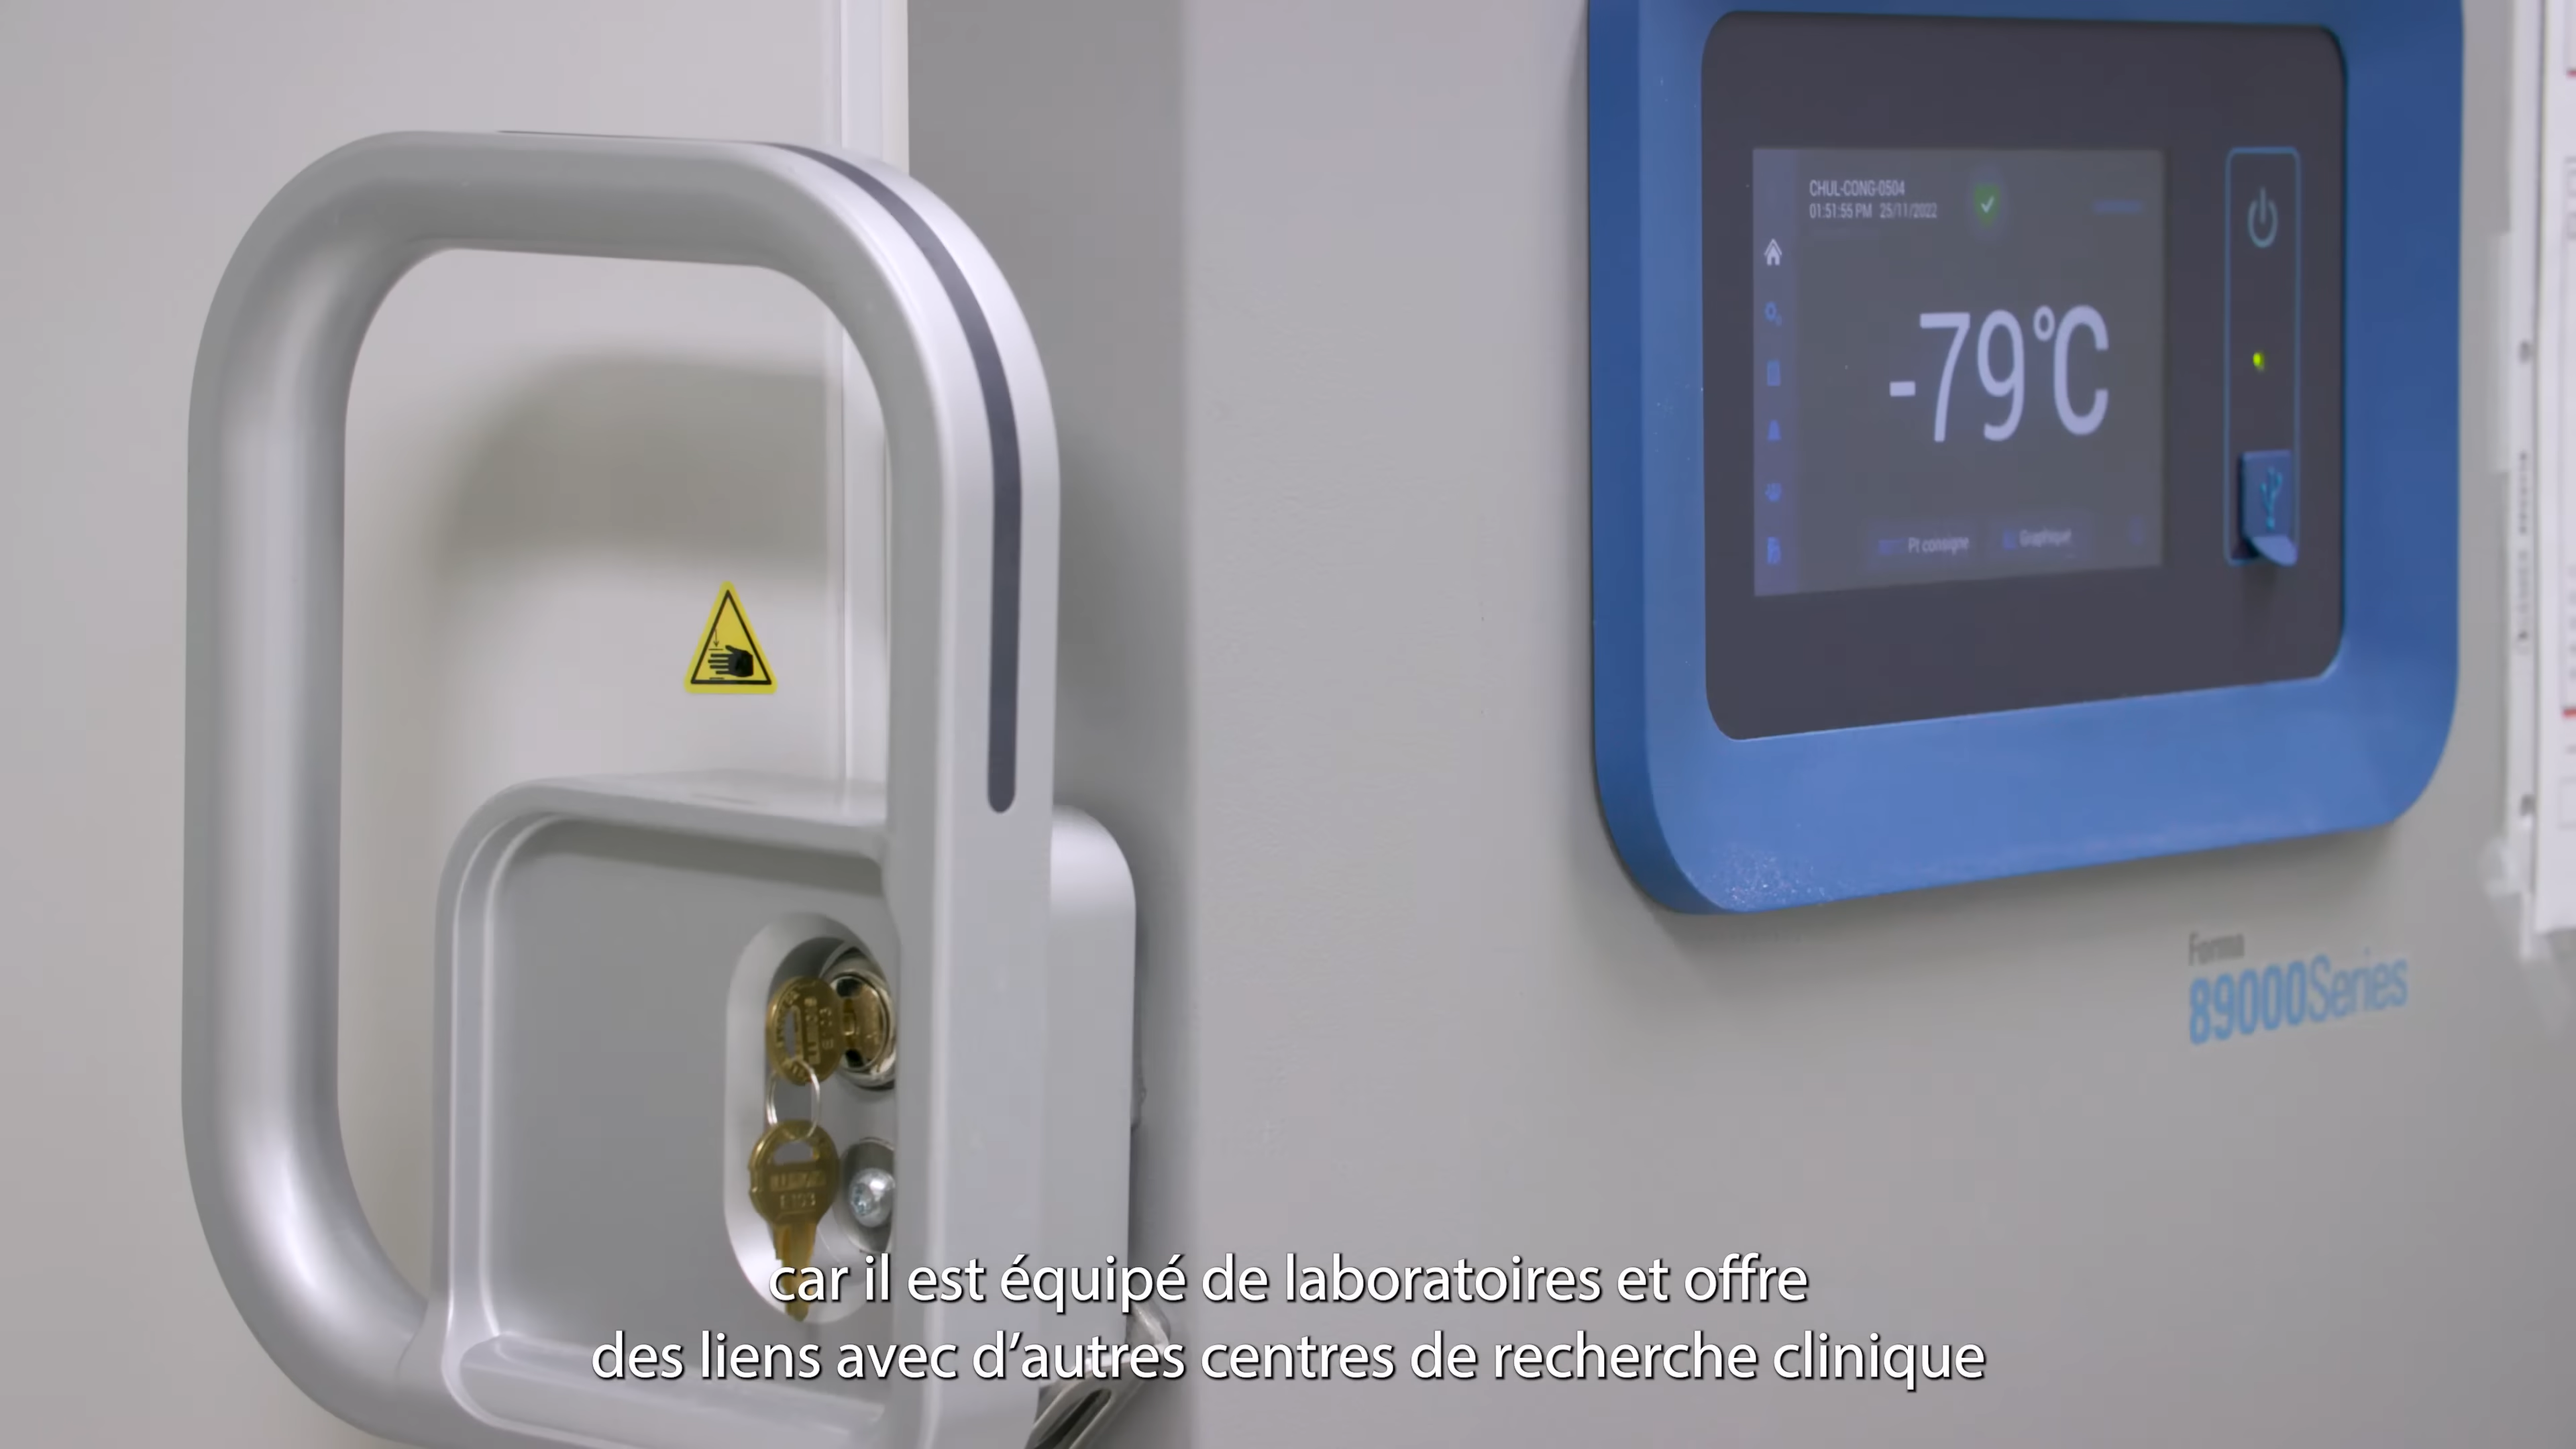 CHUL-CONG-0504
01:51:55 PM 25/11/2022
-79°C
Pt consigne
Graphique
Forma
89000Series
car il est équipé de laboratoires et offre
des liens avec d’autres centres de recherche clinique